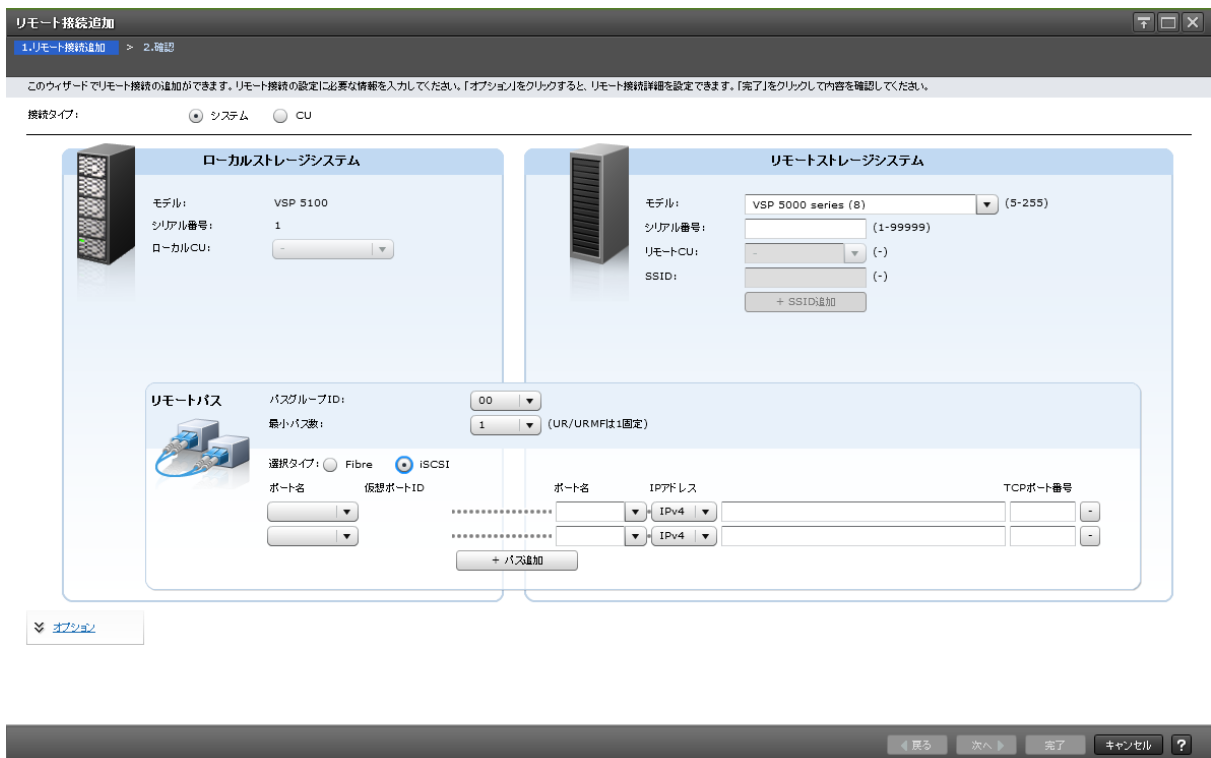 リモート接続追加
1.リモート接続追加 > 2.確認
このウィザードでリモート接続の追加ができます。リモート接続の設定に必要な情報を入力してください。「オプション」をクリックすると、リモート接続詳細を設定できます。「完了」をクリックして内容を確認してください。
接続タイプ: システム CU
ローカルストレージシステム
モデル: VSP 5100
シリアル番号: 1
ローカルCU: -
リモートストレージシステム
モデル: VSP 5000 series (8) (5-255)
シリアル番号: (1-99999)
リモートCU: - (-)
SSID: (-)
+ SSID追加
リモートパス
パスグループID: 00
最小パス数: 1 (UR/URMFは1固定)
選択タイプ: Fibre iSCSI
ポート名 仮想ポートID ポート名 IPアドレス TCPポート番号
IPv4 -
IPv4 -
+ パス追加
オプション
戻る 次へ 完了 キャンセル ?